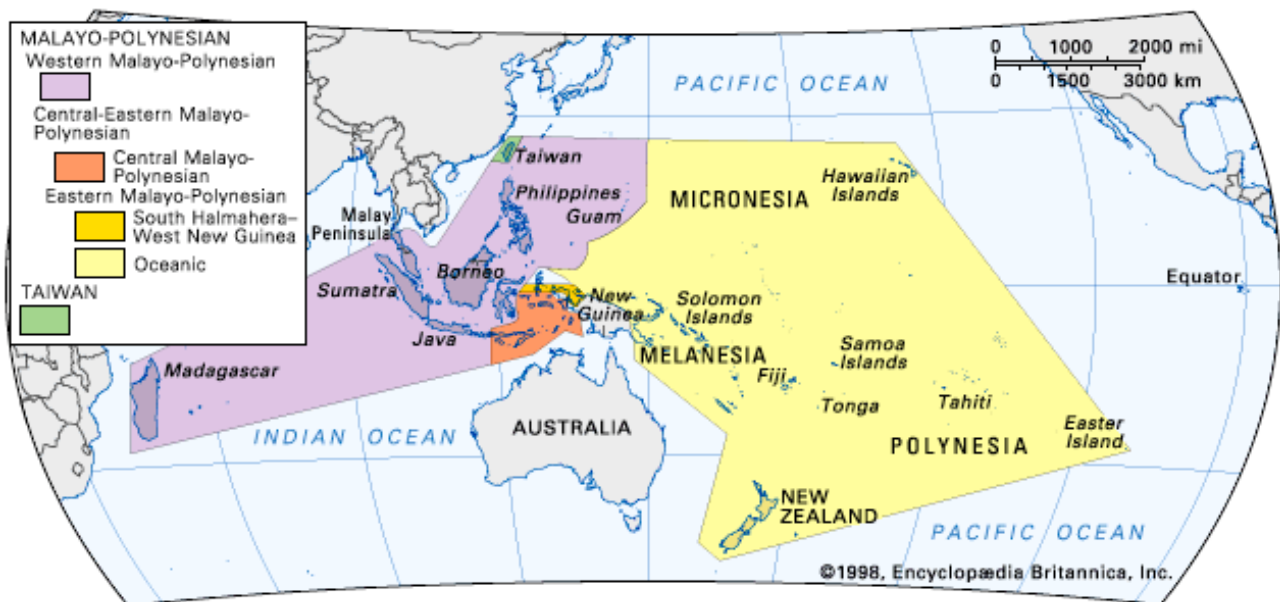 MALAYO-POLYNESIAN
Western Malayo-Polynesian
Central-Eastern Malayo-
Polynesian
Central Malayo-
Polynesian
Eastern Malayo-Polynesian
South Halmahera–
West New Guinea
Oceanic
TAIWAN
0 1000 2000 mi
0 1500 3000 km
PACIFIC OCEAN
Taiwan
Philippines
Guam
MICRONESIA
Hawaiian
Islands
Malay
Peninsula
Borneo
Sumatra
Java
New
Guinea
Solomon
Islands
Equator
MELANESIA
Samoa
Islands
Fiji
Tonga
Tahiti
Easter
Island
POLYNESIA
Madagascar
INDIAN OCEAN
AUSTRALIA
NEW
ZEALAND
PACIFIC OCEAN
©1998, Encyclopædia Britannica, Inc.